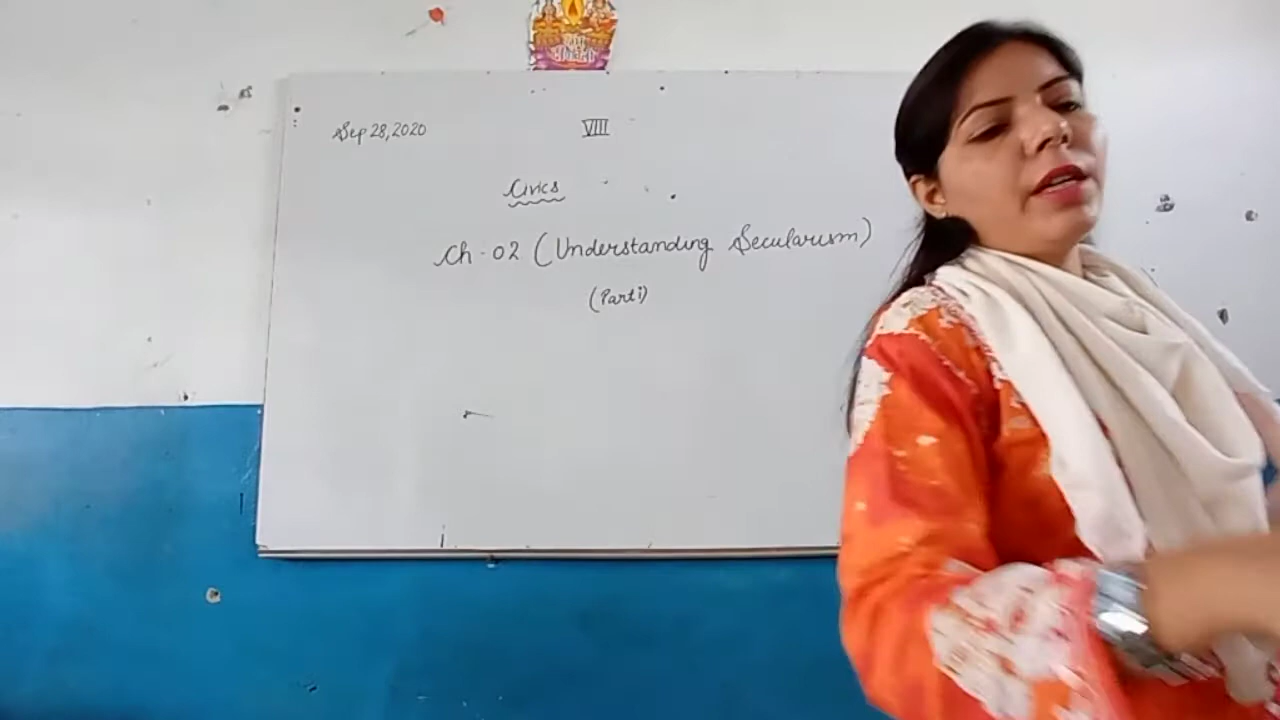 Sep 28,2020
VIII
Civics
Ch - 02 (Understanding Secularism)
(Part i)